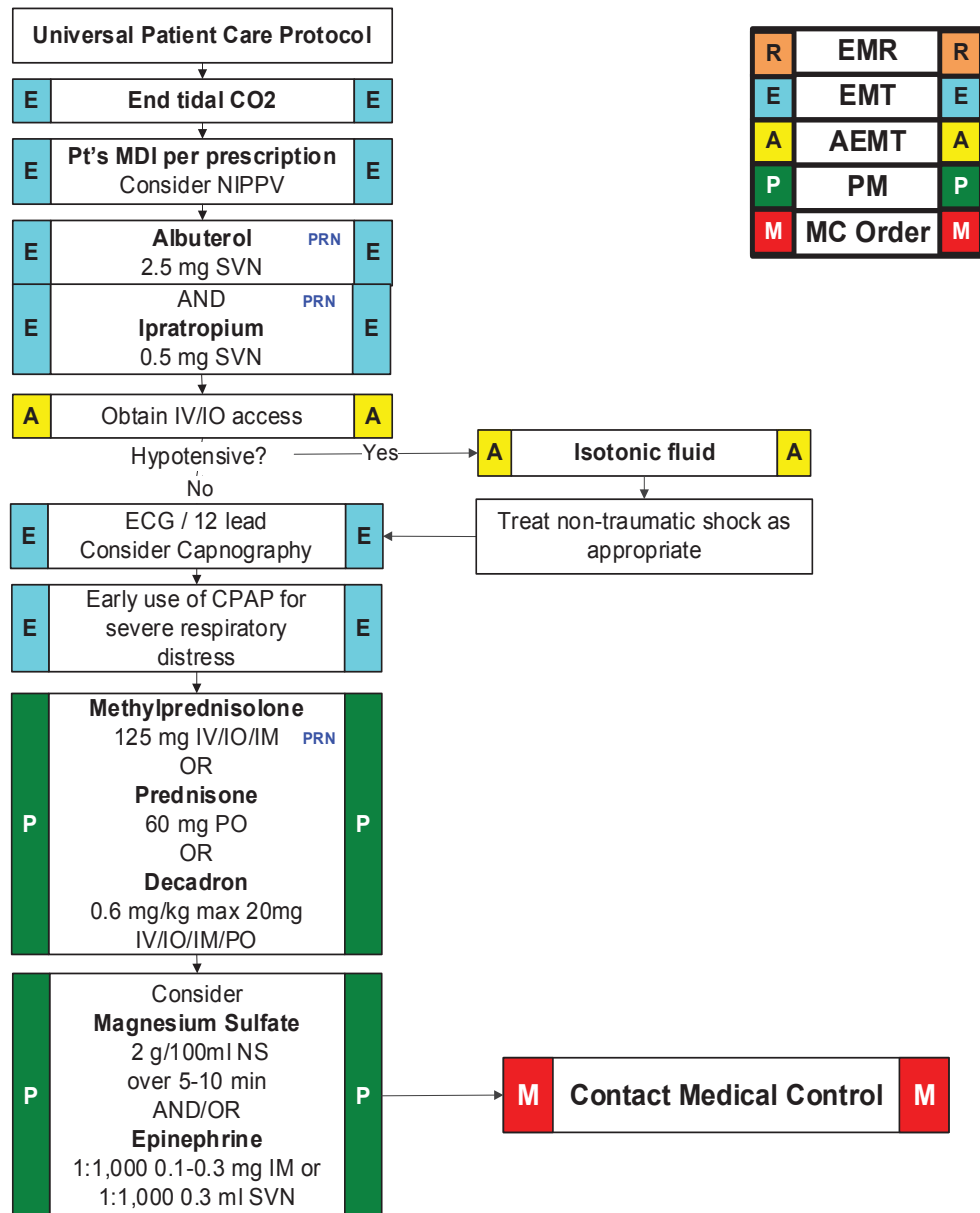 Universal Patient Care Protocol
E End tidal CO2 E
E Pt's MDI per prescription E
Consider NIPPV
E Albuterol PRN E
2.5 mg SVN
AND PRN
E Ipratropium E
0.5 mg SVN
A Obtain IV/IO access A
Hypotensive? Yes
No
A Isotonic fluid A
Treat non-traumatic shock as
appropriate
E ECG / 12 lead E
Consider Capnography
Early use of CPAP for
E severe respiratory E
distress
Methylprednisolone
125 mg IV/IO/IM PRN
OR
Prednisone
P 60 mg PO P
OR
Decadron
0.6 mg/kg max 20mg
IV/IO/IM/PO
Consider
Magnesium Sulfate
2 g/100ml NS
over 5-10 min
P AND/OR P
Epinephrine
1:1,000 0.1-0.3 mg IM or
1:1,000 0.3 ml SVN
M Contact Medical Control M
R EMR R
E EMT E
A AEMT A
P PM P
M MC Order M